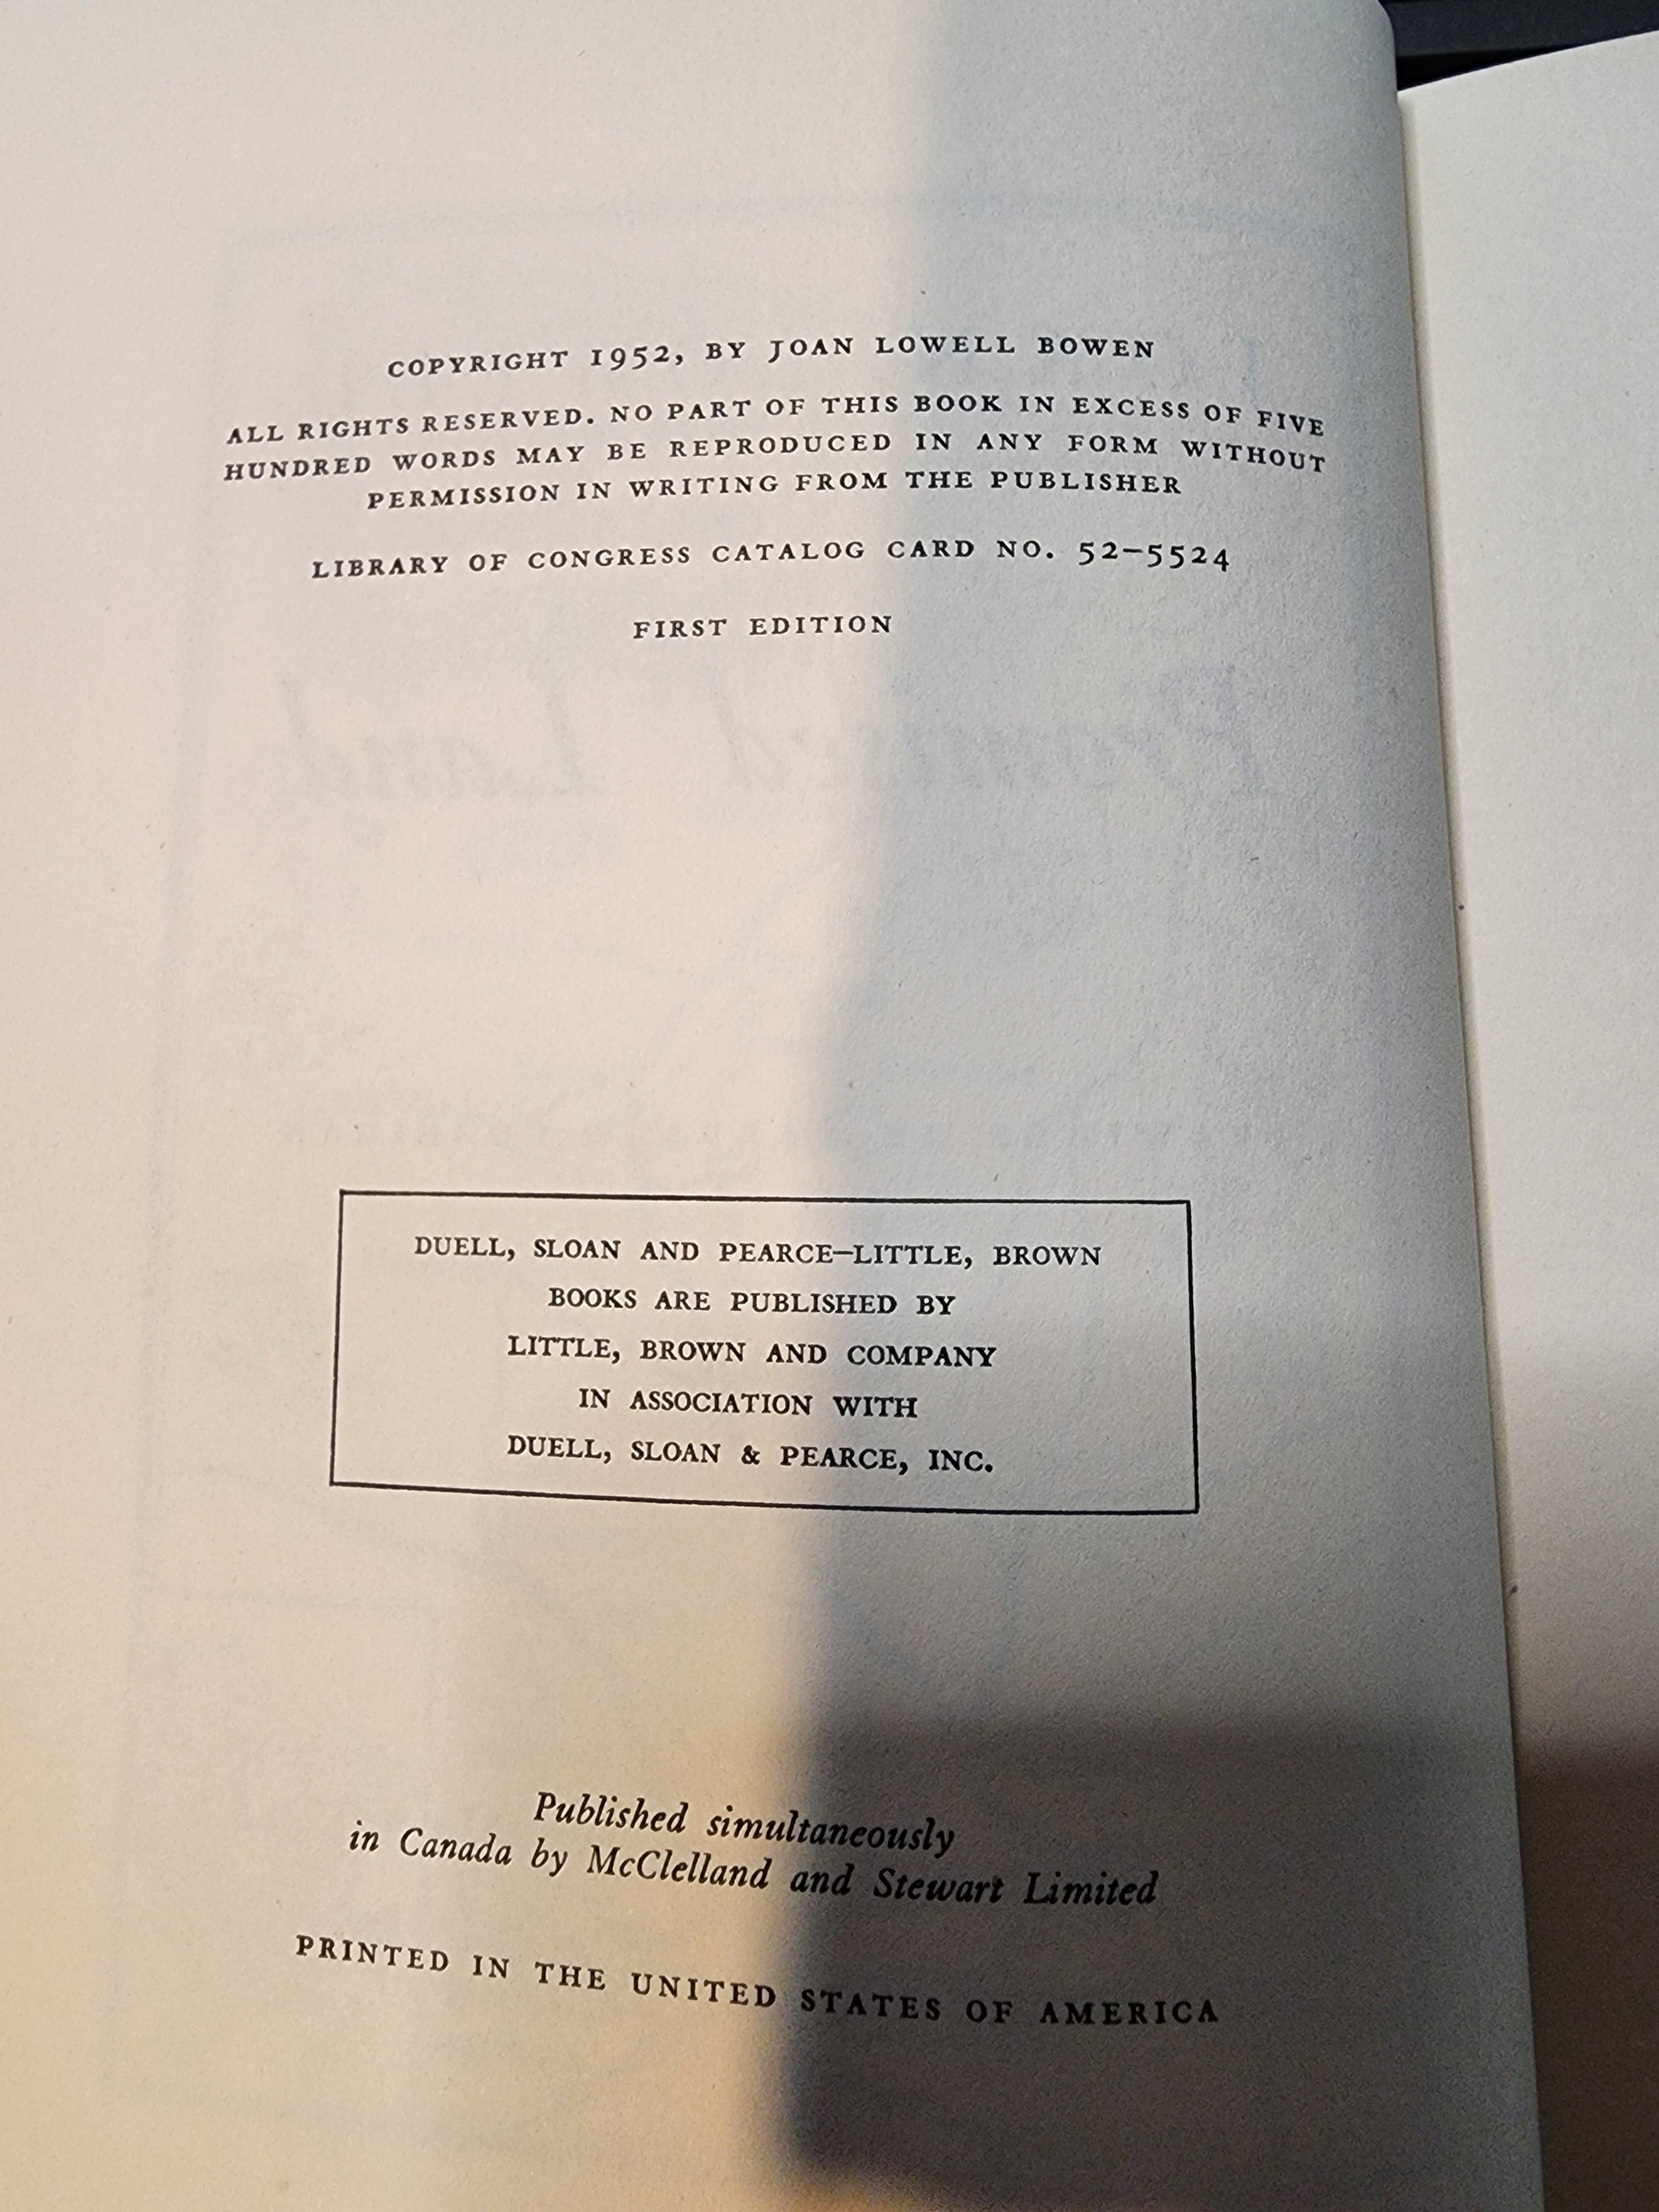 COPYRIGHT 1952, BY JOAN LOWELL BOWEN
ALL RIGHTS RESERVED. NO PART OF THIS BOOK IN EXCESS OF FIVE
HUNDRED WORDS MAY BE REPRODUCED IN ANY FORM WITHOUT
PERMISSION IN WRITING FROM THE PUBLISHER
LIBRARY OF CONGRESS CATALOG CARD NO. 52–5524
FIRST EDITION
DUELL, SLOAN AND PEARCE–LITTLE, BROWN
BOOKS ARE PUBLISHED BY
LITTLE, BROWN AND COMPANY
IN ASSOCIATION WITH
DUELL, SLOAN & PEARCE, INC.
Published simultaneously
in Canada by McClelland and Stewart Limited
PRINTED IN THE UNITED STATES OF AMERICA